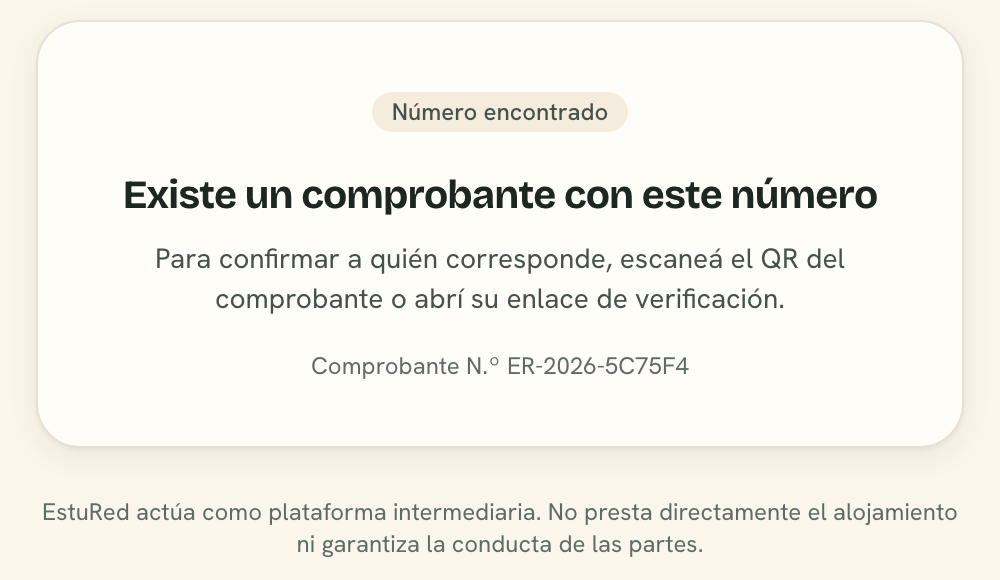 Número encontrado
Existe un comprobante con este número
Para confirmar a quién corresponde, escaneá el QR del
comprobante o abrí su enlace de verificación.
Comprobante N.º ER-2026-5C75F4
EstuRed actúa como plataforma intermediaria. No presta directamente el alojamiento
ni garantiza la conducta de las partes.